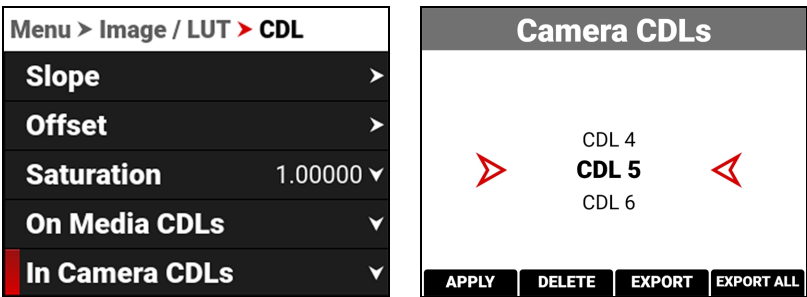 Menu > Image / LUT > CDL
Slope
Offset
Saturation 1.00000
On Media CDLs
In Camera CDLs
Camera CDLs
CDL 4
CDL 5
CDL 6
APPLY DELETE EXPORT EXPORT ALL